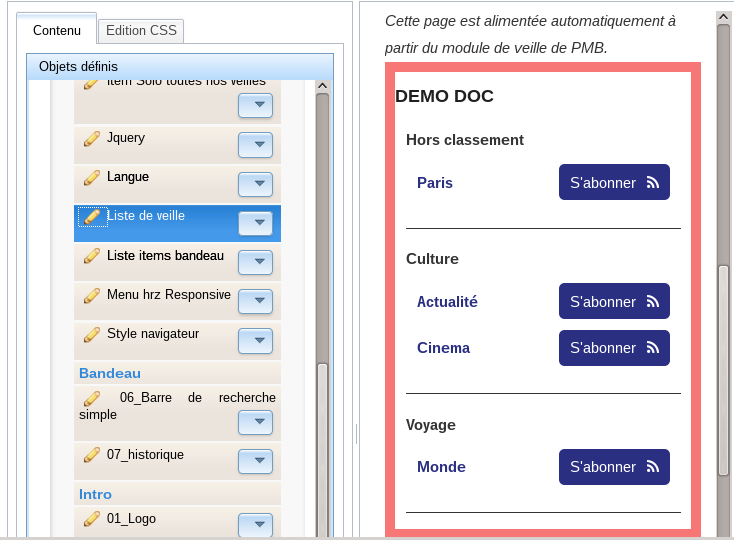 Contenu
Edition CSS
Objets définis
Item Solo toutes nos veilles
Jquery
Langue
Liste de veille
Liste items bandeau
Menu hrz Responsive
Style navigateur
Bandeau
06_Barre de recherche
simple
07_historique
Intro
01_Logo
Cette page est alimentée automatiquement à
partir du module de veille de PMB.
DEMO DOC
Hors classement
Paris S'abonner
Culture
Actualité S'abonner
Cinema S'abonner
Voyage
Monde S'abonner